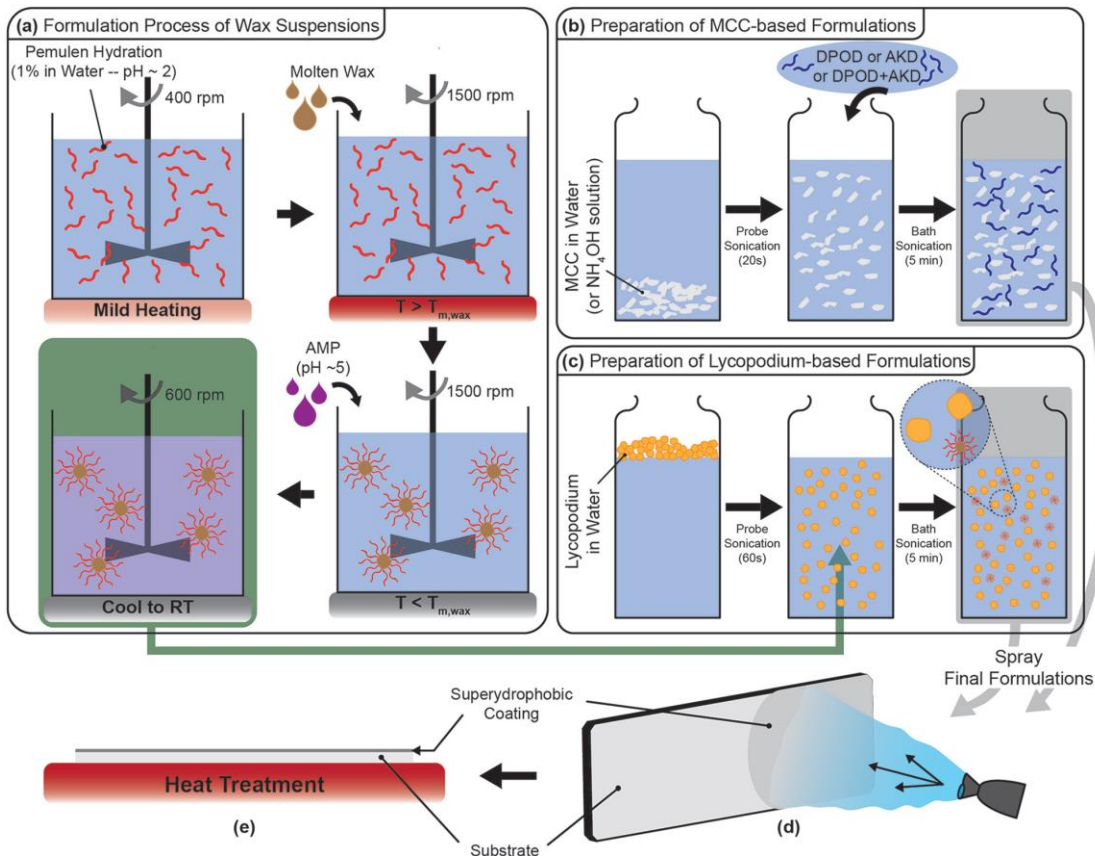 (a) Formulation Process of Wax Suspensions
Pemulen Hydration
(1% in Water -- pH ~ 2)
400 rpm
Mild Heating
Molten Wax
1500 rpm
T > Tm,wax
AMP
(pH ~5)
1500 rpm
T < Tm,wax
600 rpm
Cool to RT
(b) Preparation of MCC-based Formulations
DPOD or AKD
or DPOD+AKD
MCC in Water
(or NH4OH solution)
Probe
Sonication
(20s)
Bath
Sonication
(5 min)
(c) Preparation of Lycopodium-based Formulations
Lycopodium
in Water
Probe
Sonication
(60s)
Bath
Sonication
(5 min)
Spray
Final Formulations
Superydrophobic
Coating
Heat Treatment
(e)
Substrate
(d)